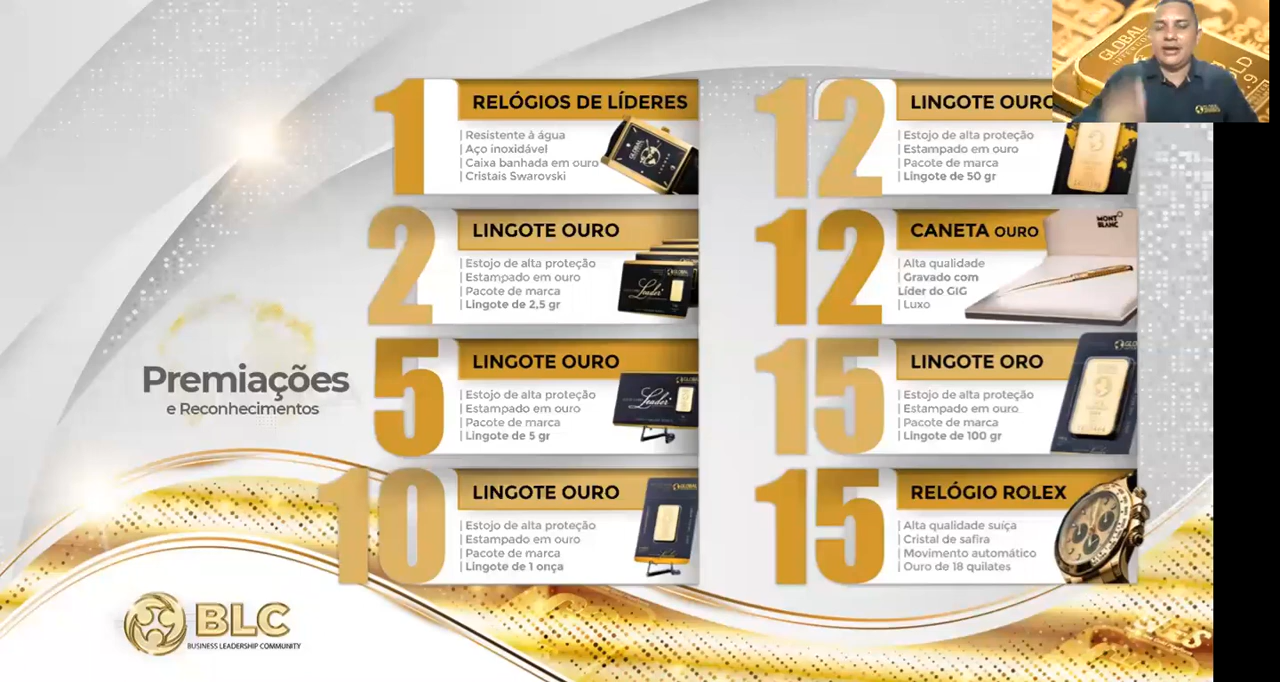 Premiações
e Reconhecimentos
BLC
BUSINESS LEADERSHIP COMMUNITY
1
RELÓGIOS DE LÍDERES
| Resistente à água
| Aço inoxidável
| Caixa banhada em ouro
| Cristais Swarovski
2
LINGOTE OURO
| Estojo de alta proteção
| Estampado em ouro
| Pacote de marca
| Lingote de 2,5 gr
Leader
5
LINGOTE OURO
| Estojo de alta proteção
| Estampado em ouro
| Pacote de marca
| Lingote de 5 gr
Leader
10
LINGOTE OURO
| Estojo de alta proteção
| Estampado em ouro
| Pacote de marca
| Lingote de 1 onça
12
LINGOTE OURO
| Estojo de alta proteção
| Estampado em ouro
| Pacote de marca
| Lingote de 50 gr
12
CANETA OURO
| Alta qualidade
| Gravado com
Líder do GIG
| Luxo
MONT
BLANC
15
LINGOTE ORO
| Estojo de alta proteção
| Estampado em ouro
| Pacote de marca
| Lingote de 100 gr
15
RELÓGIO ROLEX
| Alta qualidade suíça
| Cristal de safira
| Movimento automático
| Ouro de 18 quilates
GLOBAL